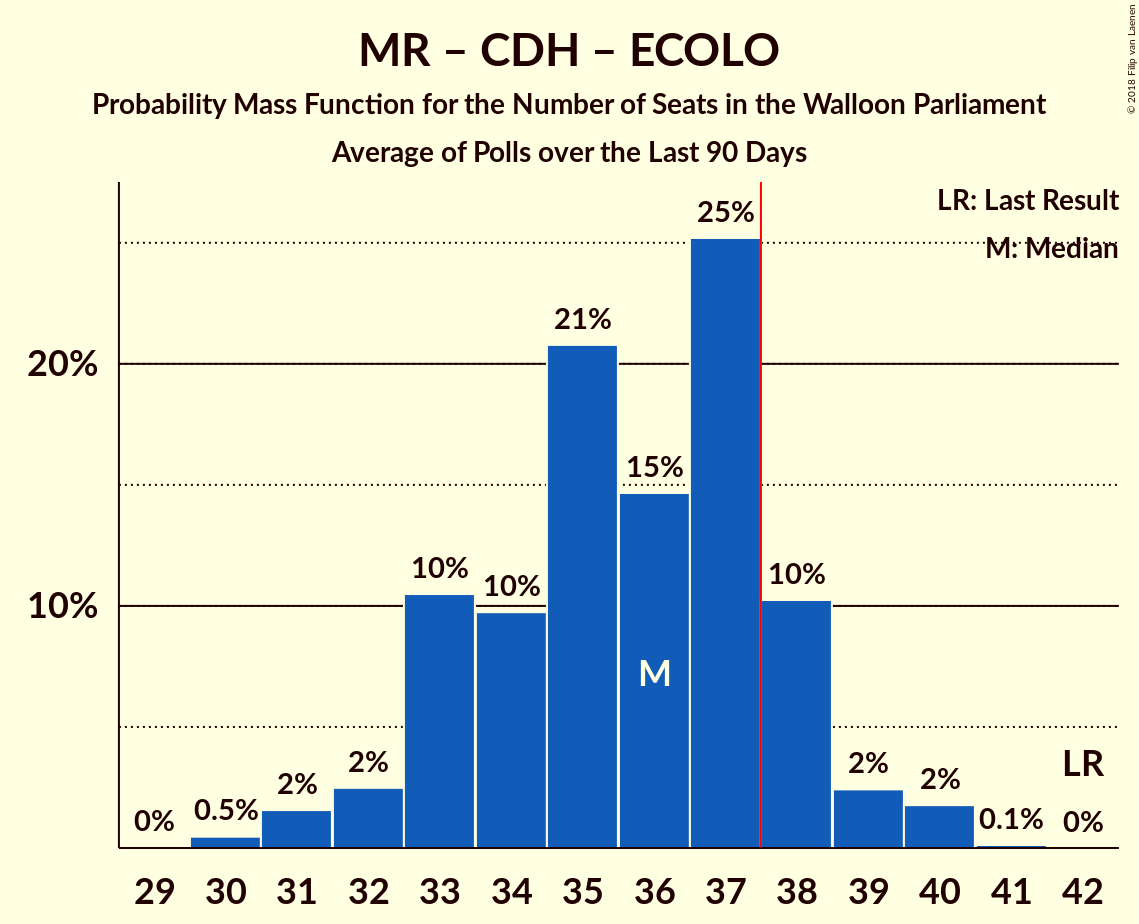 MR – CDH – ECOLO
Probability Mass Function for the Number of Seats in the Walloon Parliament
Average of Polls over the Last 90 Days
© 2018 Filip van Laenen
LR: Last Result
M: Median
20%
10%
0%
0.5%
2%
2%
10%
10%
21%
15%
25%
10%
2%
2%
0.1%
0%
M
LR
29 30 31 32 33 34 35 36 37 38 39 40 41 42